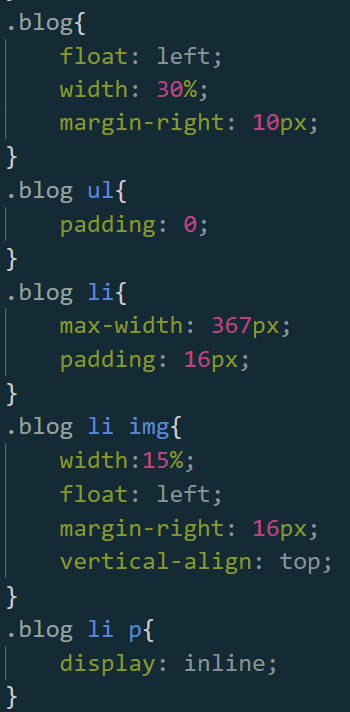 }
.blog{
    float: left;
    width: 30%;
    margin-right: 10px;
}
.blog ul{
    padding: 0;
}
.blog li{
    max-width: 367px;
    padding: 16px;
}
.blog li img{
    width:15%;
    float: left;
    margin-right: 16px;
    vertical-align: top;
}
.blog li p{
    display: inline;
}